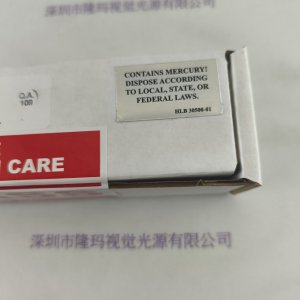 深圳市隆玛视觉光源有限公司
CONTAINS MERCURY!
DISPOSE ACCORDING
TO LOCAL, STATE, OR
FEDERAL LAWS.
HLB 30500-01
Q.A.
109
CARE
深圳市隆玛视觉光源有限公司